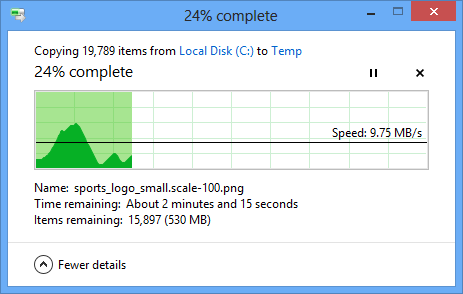 24% complete
Copying 19,789 items from Local Disk (C:) to Temp
24% complete
Speed: 9.75 MB/s
Name: sports_logo_small.scale-100.png
Time remaining: About 2 minutes and 15 seconds
Items remaining: 15,897 (530 MB)
Fewer details